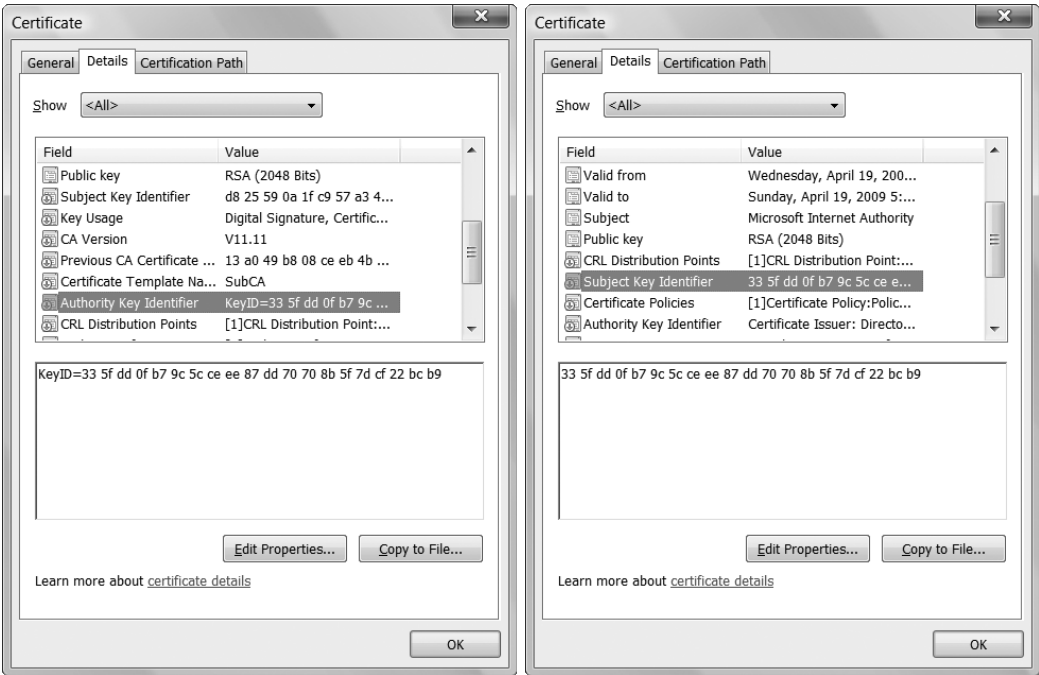 Certificate
General Details Certification Path
Show <All>
Field Value
Public key RSA (2048 Bits)
Subject Key Identifier d8 25 59 0a 1f c9 57 a3 4...
Key Usage Digital Signature, Certific...
CA Version V11.11
Previous CA Certificate ... 13 a0 49 b8 08 ce eb 4b ...
Certificate Template Na... SubCA
Authority Key Identifier KeyID=33 5f dd 0f b7 9c ...
CRL Distribution Points [1]CRL Distribution Point:...
KeyID=33 5f dd 0f b7 9c 5c ce ee 87 dd 70 70 8b 5f 7d cf 22 bc b9
Edit Properties... Copy to File...
Learn more about certificate details
OK
Certificate
General Details Certification Path
Show <All>
Field Value
Valid from Wednesday, April 19, 200...
Valid to Sunday, April 19, 2009 5:...
Subject Microsoft Internet Authority
Public key RSA (2048 Bits)
CRL Distribution Points [1]CRL Distribution Point:...
Subject Key Identifier 33 5f dd 0f b7 9c 5c ce e...
Certificate Policies [1]Certificate Policy:Polic...
Authority Key Identifier Certificate Issuer: Directo...
33 5f dd 0f b7 9c 5c ce ee 87 dd 70 70 8b 5f 7d cf 22 bc b9
Edit Properties... Copy to File...
Learn more about certificate details
OK